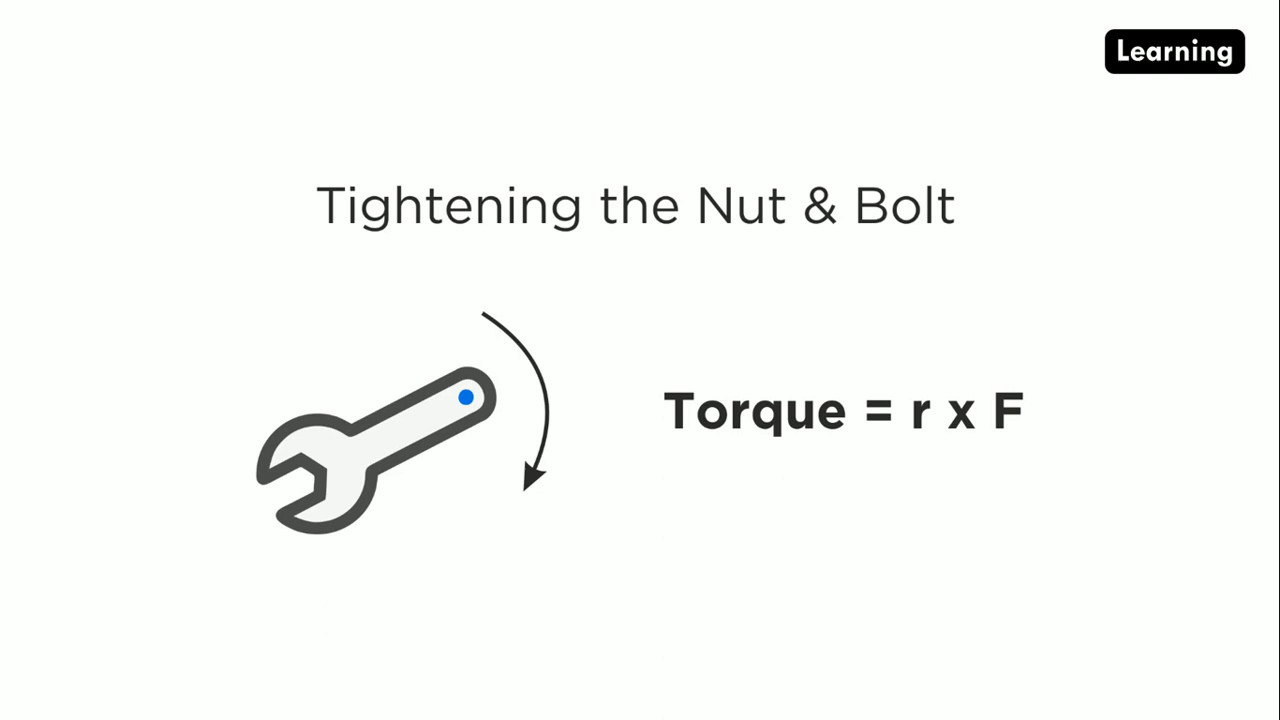 Learning
Tightening the Nut & Bolt
Torque = r x F